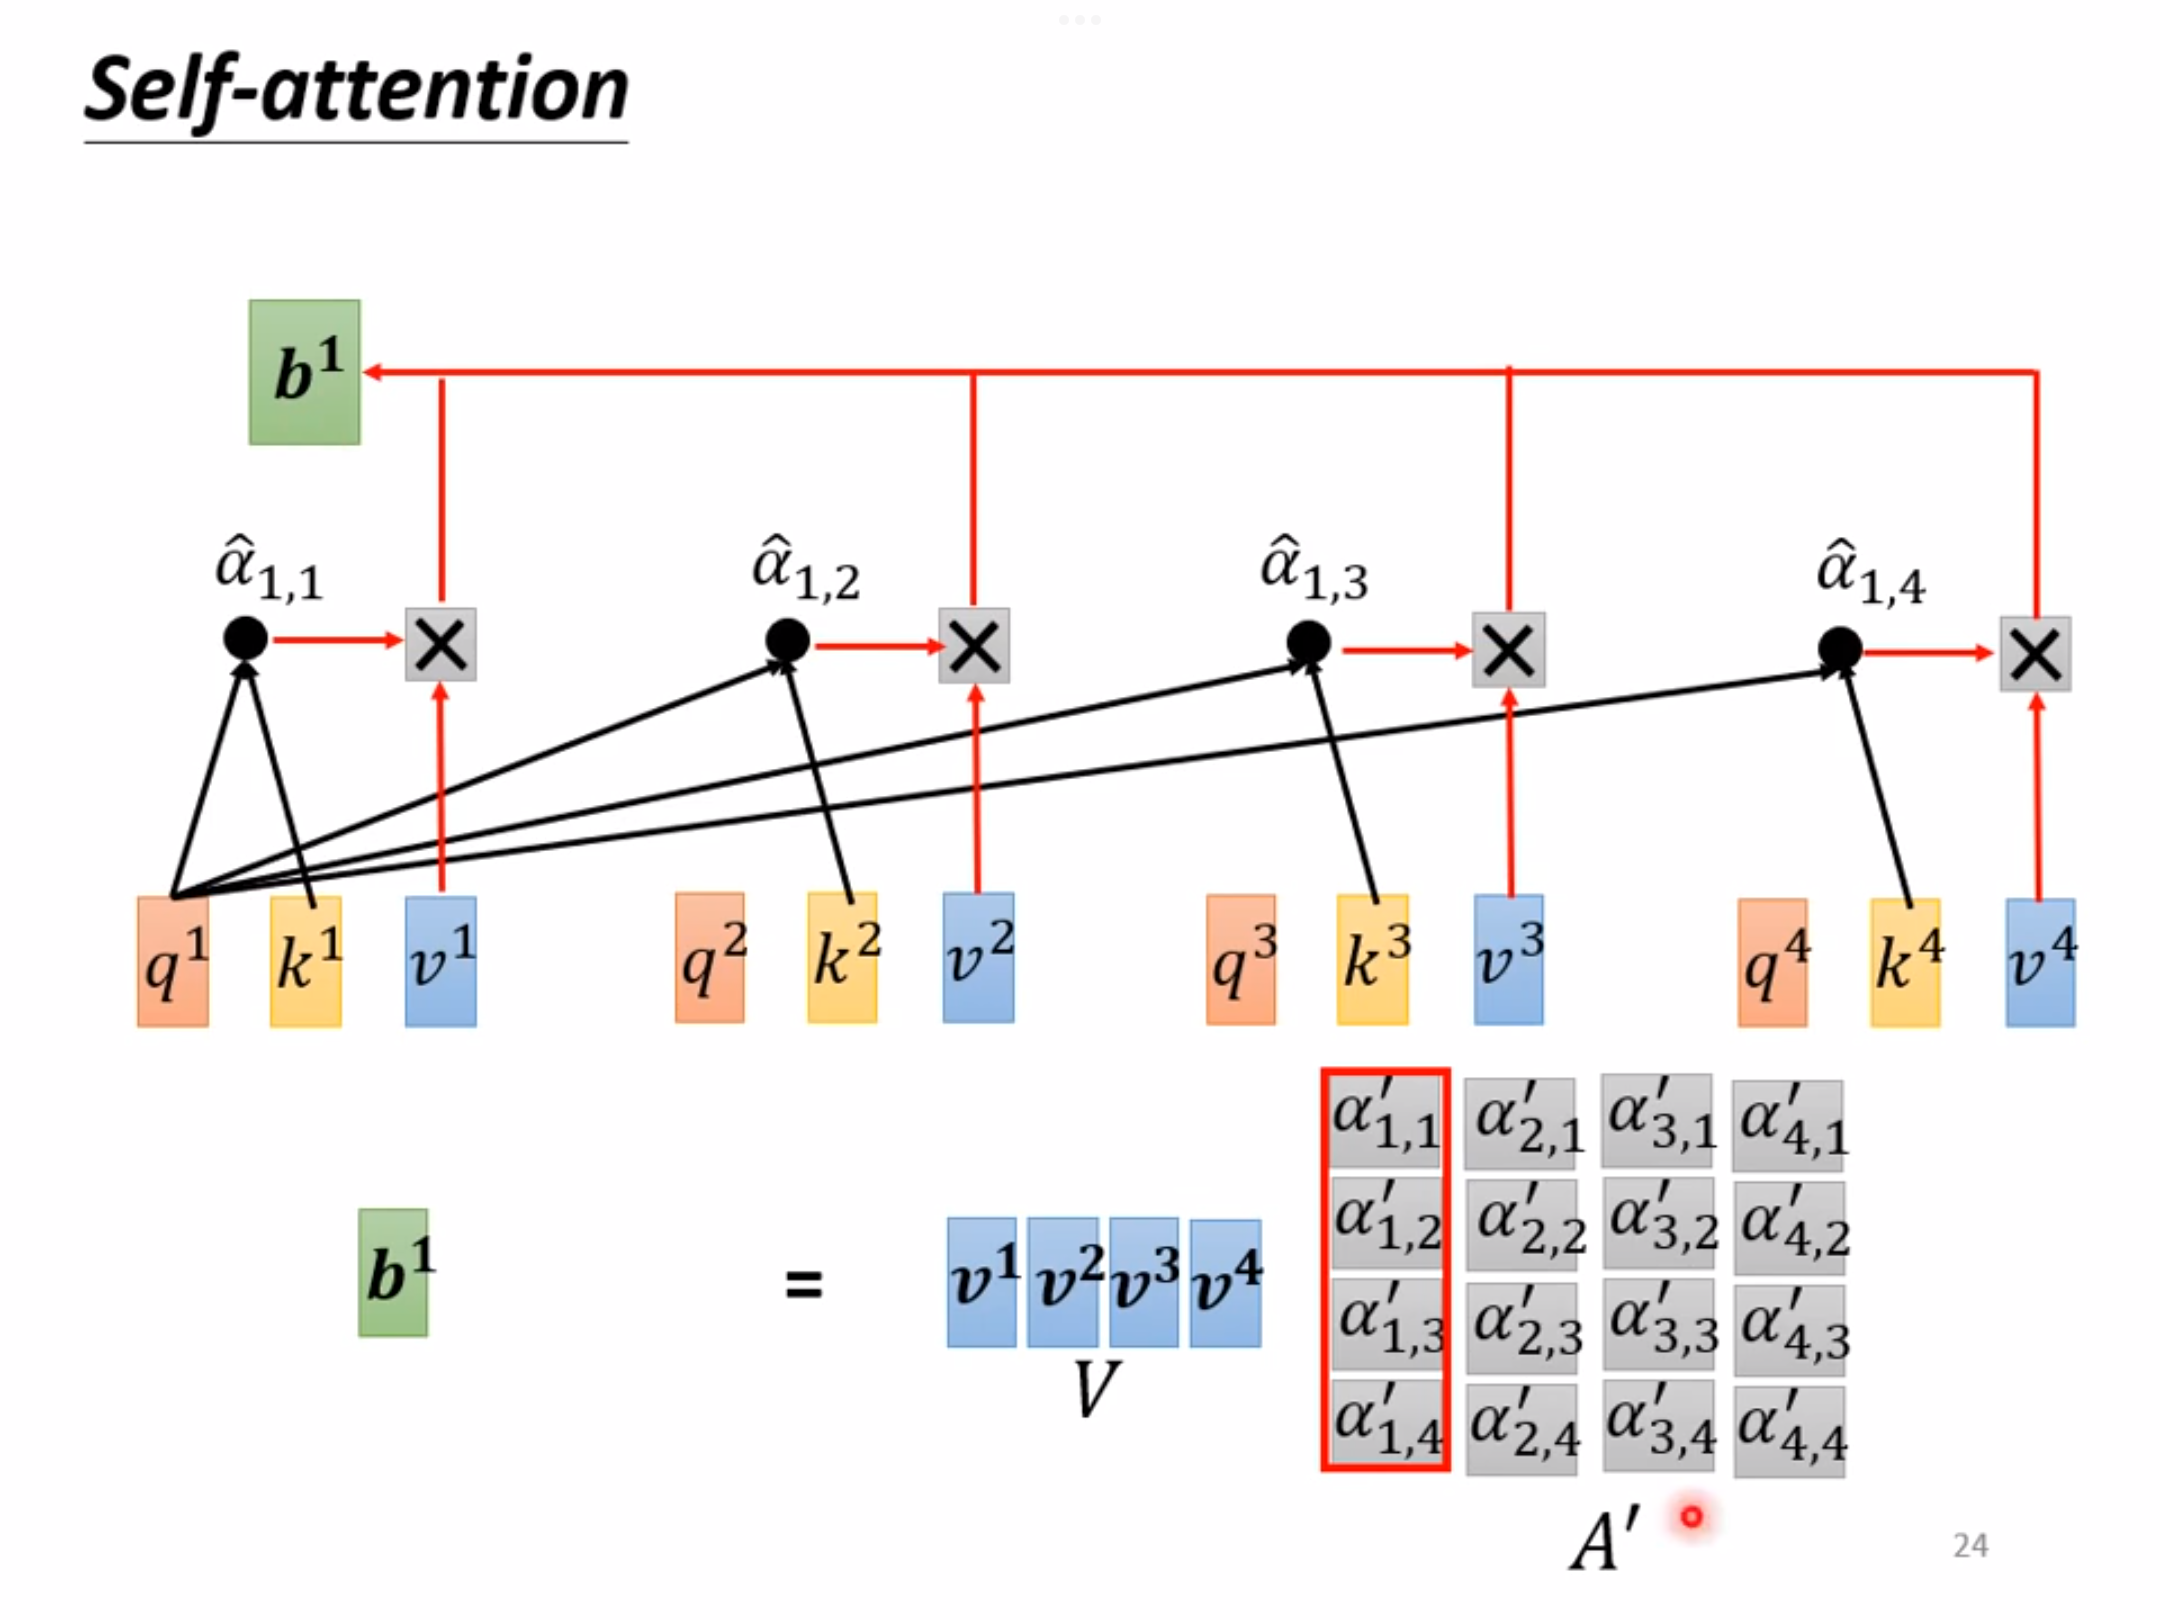 Self-attention
b¹
α̂₁,₁ α̂₁,₂ α̂₁,₃ α̂₁,₄
q¹ k¹ v¹ q² k² v² q³ k³ v³ q⁴ k⁴ v⁴
α′₁,₁ α′₂,₁ α′₃,₁ α′₄,₁
α′₁,₂ α′₂,₂ α′₃,₂ α′₄,₂
b¹ = v¹ v² v³ v⁴
α′₁,₃ α′₂,₃ α′₃,₃ α′₄,₃
V
α′₁,₄ α′₂,₄ α′₃,₄ α′₄,₄
A′
24